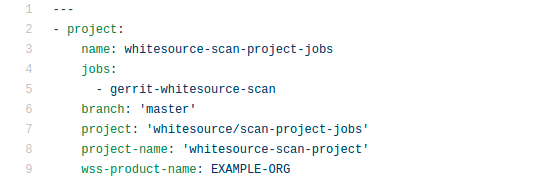 1 ---
2 - project:
3     name: whitesource-scan-project-jobs
4     jobs:
5       - gerrit-whitesource-scan
6     branch: 'master'
7     project: 'whitesource/scan-project-jobs'
8     project-name: 'whitesource-scan-project'
9     wss-product-name: EXAMPLE-ORG